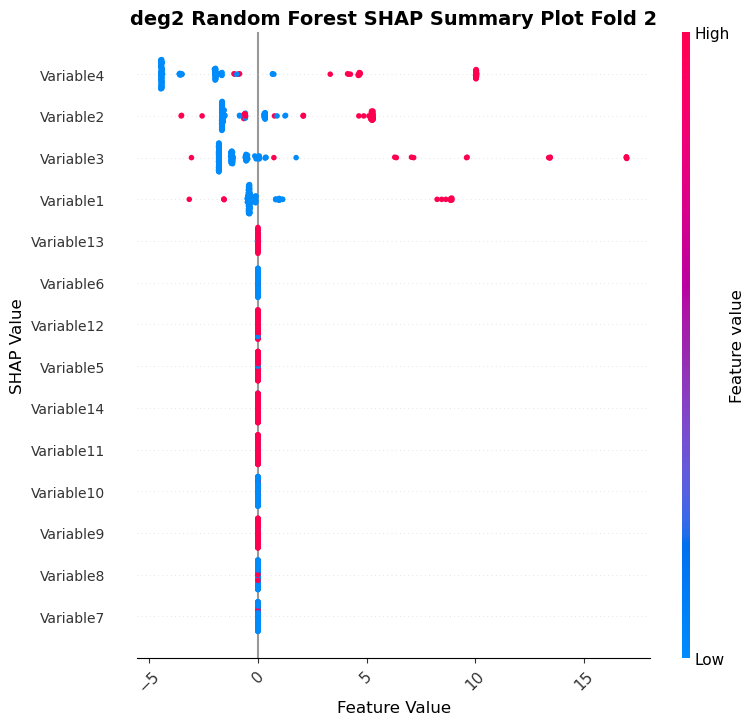 deg2 Random Forest SHAP Summary Plot Fold 2
High
Variable4
Variable2
Variable3
Variable1
Variable13
Variable6
Variable12
Variable5
Variable14
Variable11
Variable10
Variable9
Variable8
Variable7
SHAP Value
Feature value
Low
−5
0
5
10
15
Feature Value